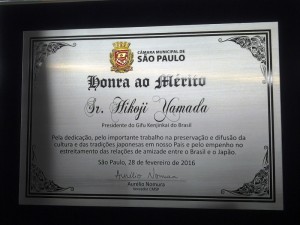 CÂMARA MUNICIPAL DE
SÃO PAULO
Honra ao Mérito
Sr. Hikoji Yamada
Presidente do Gifu Kenjinkai do Brasil
Pela dedicação, pelo importante trabalho na preservação e difusão da
cultura e das tradições japonesas em nosso País e pelo empenho no
estreitamento das relações de amizade entre o Brasil e o Japão.
São Paulo, 28 de fevereiro de 2016
Aurélio Nomura
Aurélio Nomura